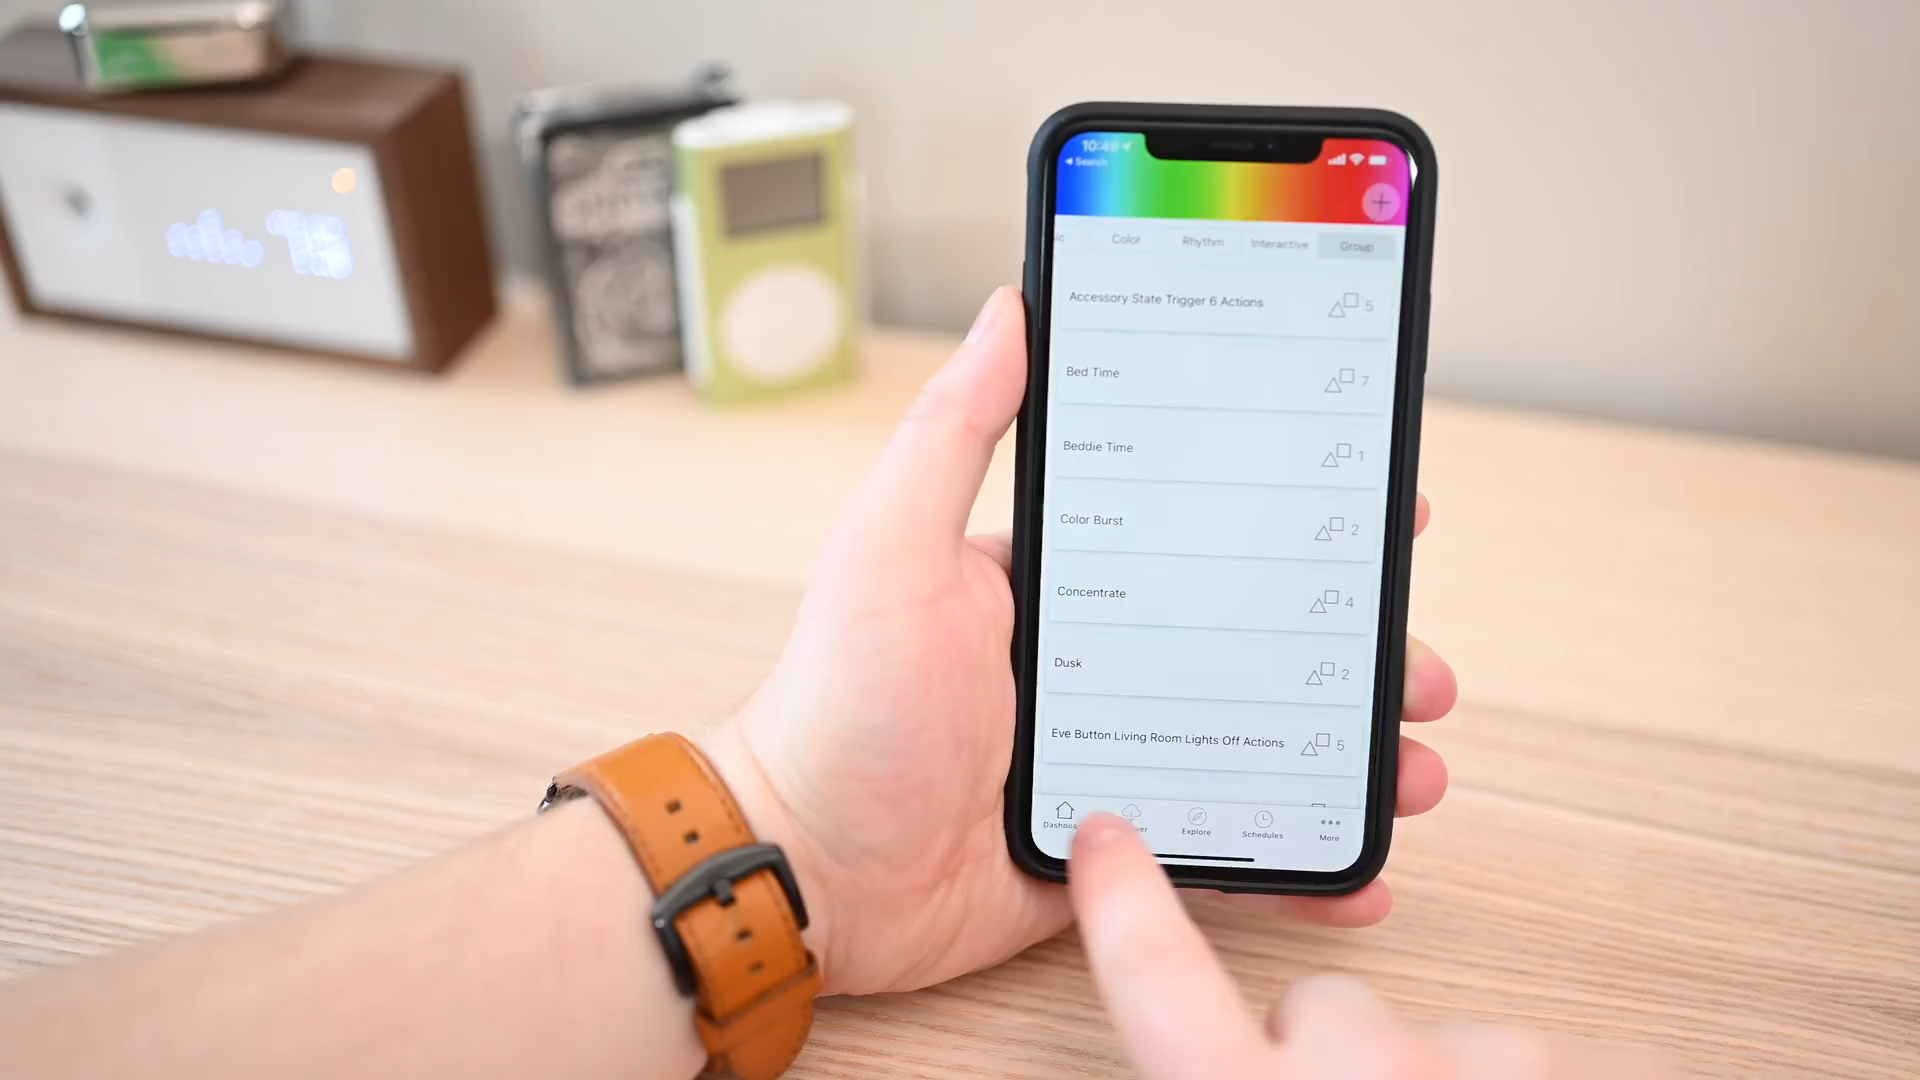 Search
Color
Rhythm
Interactive
Group
Accessory State Trigger 6 Actions
5
Bed Time
7
Beddie Time
1
Color Burst
2
Concentrate
4
Dusk
2
Eve Button Living Room Lights Off Actions
5
Explore
Schedules
More